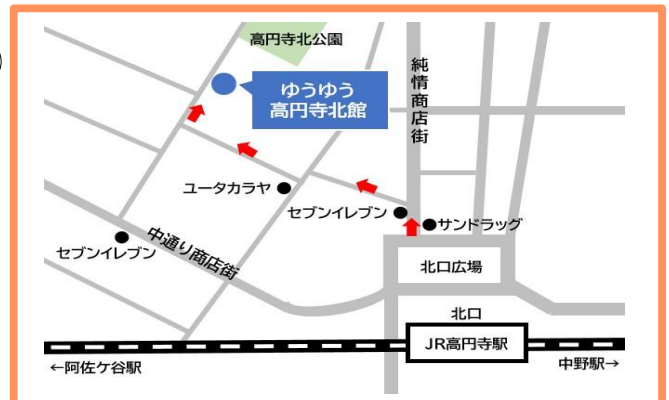 )
高円寺北公園
純情商店街
ゆうゆう
高円寺北館
ユータカラヤ
セブンイレブン
サンドラッグ
セブンイレブン
中通り商店街
北口広場
北口
JR高円寺駅
←阿佐ケ谷駅
中野駅→